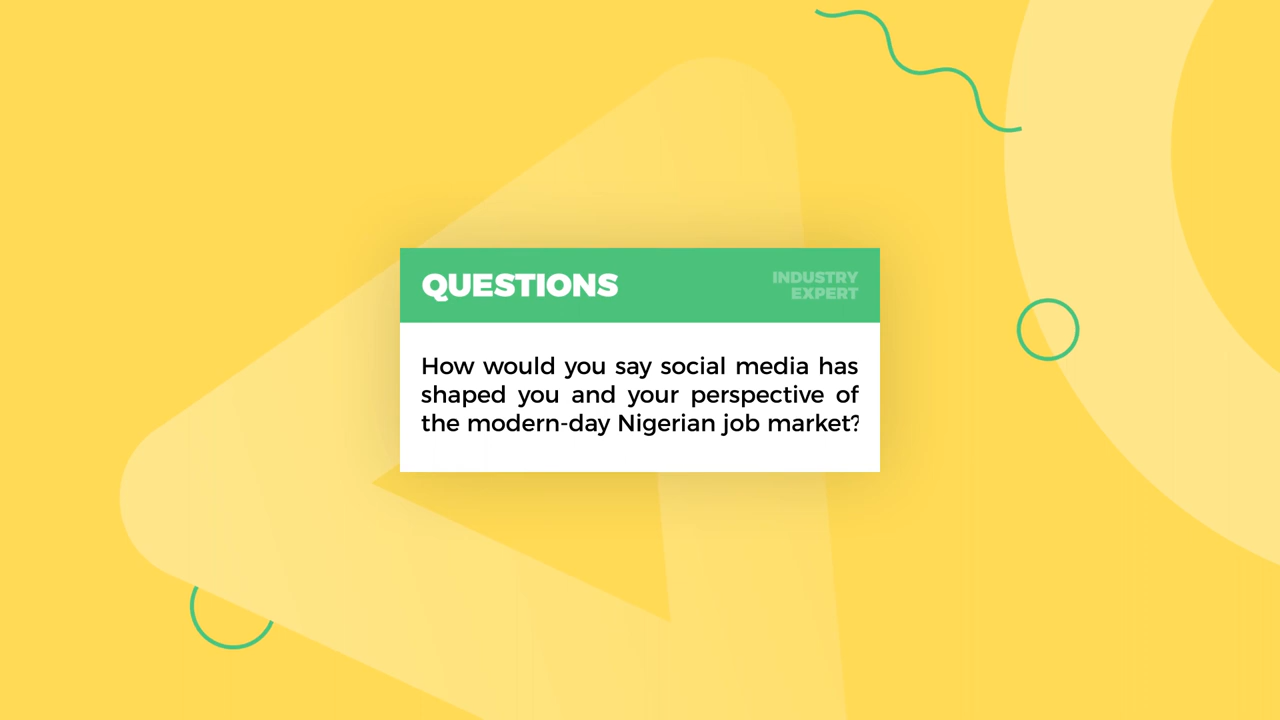 QUESTIONS
INDUSTRY
EXPERT
How would you say social media has
shaped you and your perspective of
the modern-day Nigerian job market?